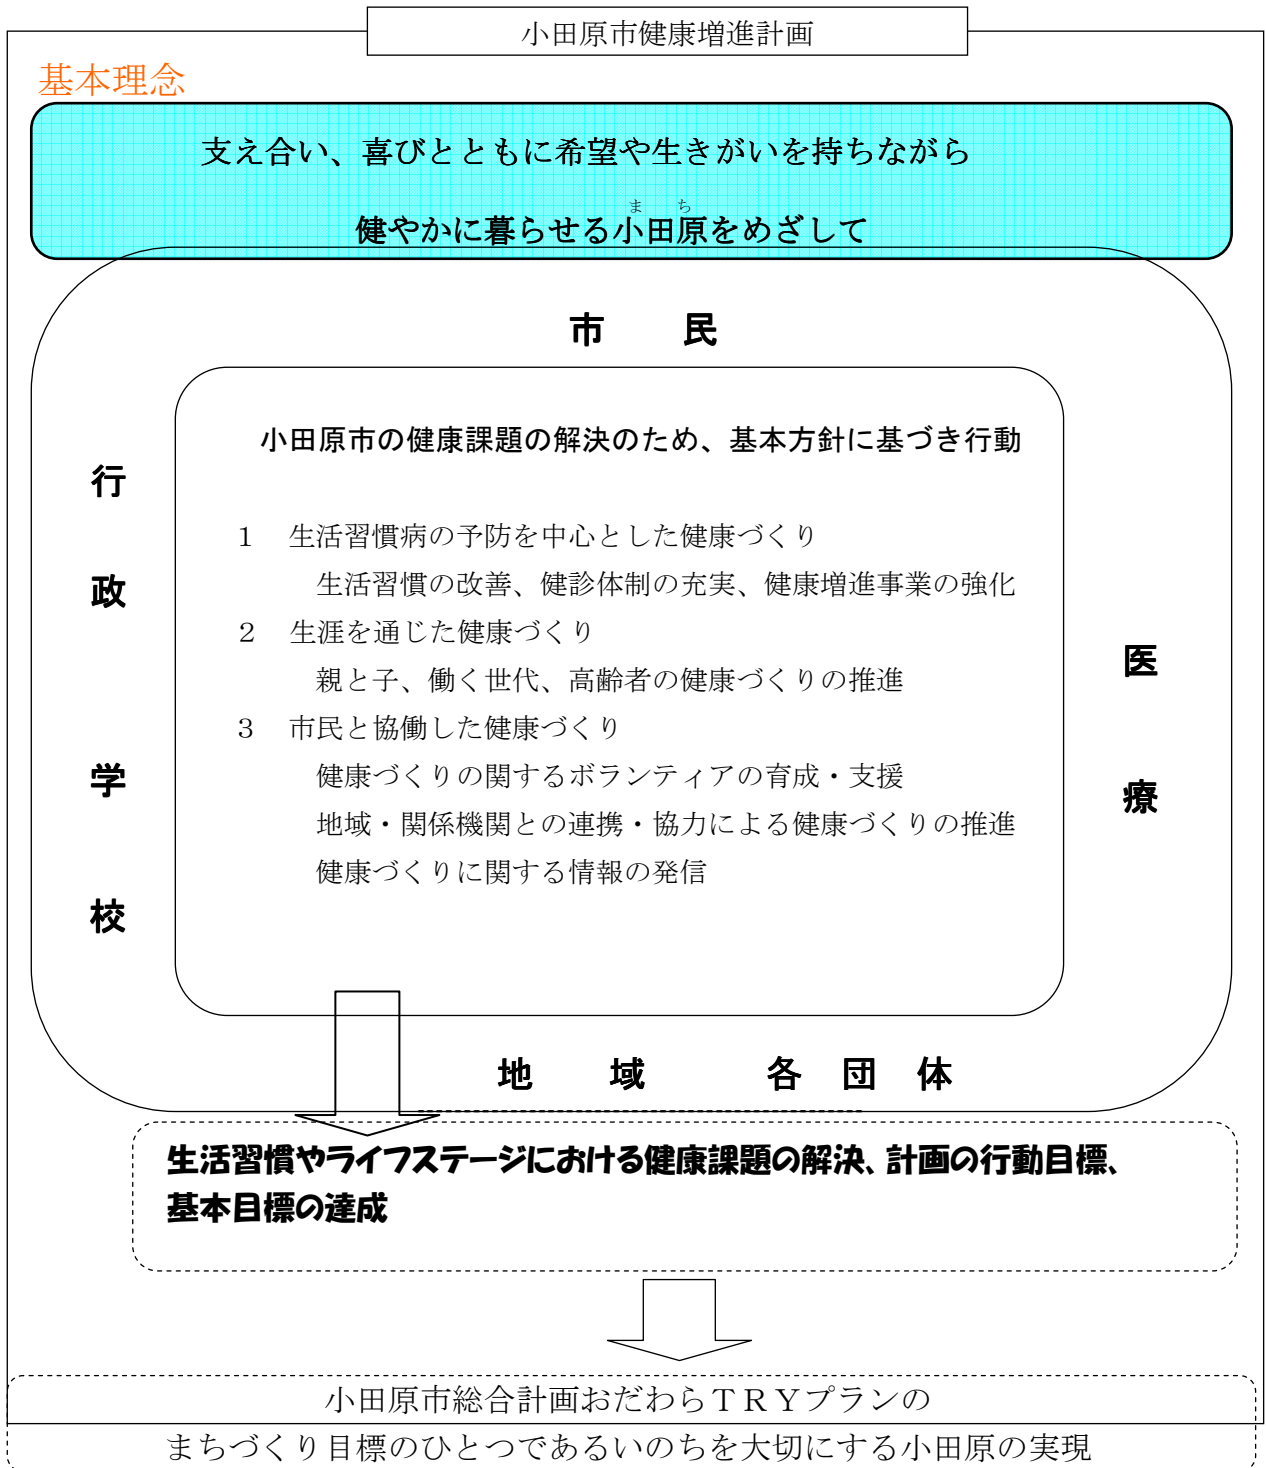 小田原市健康増進計画
基本理念
支え合い、喜びとともに希望や生きがいを持ちながら
まち
健やかに暮らせる小田原をめざして
市　民
小田原市の健康課題の解決のため、基本方針に基づき行動
１　生活習慣病の予防を中心とした健康づくり
生活習慣の改善、健診体制の充実、健康増進事業の強化
２　生涯を通じた健康づくり
親と子、働く世代、高齢者の健康づくりの推進
３　市民と協働した健康づくり
健康づくりの関するボランティアの育成・支援
地域・関係機関との連携・協力による健康づくりの推進
健康づくりに関する情報の発信
行政
学校
医療
地　域　各　団　体
生活習慣やライフステージにおける健康課題の解決、計画の行動目標、
基本目標の達成
小田原市総合計画おだわらＴＲＹプランの
まちづくり目標のひとつであるいのちを大切にする小田原の実現